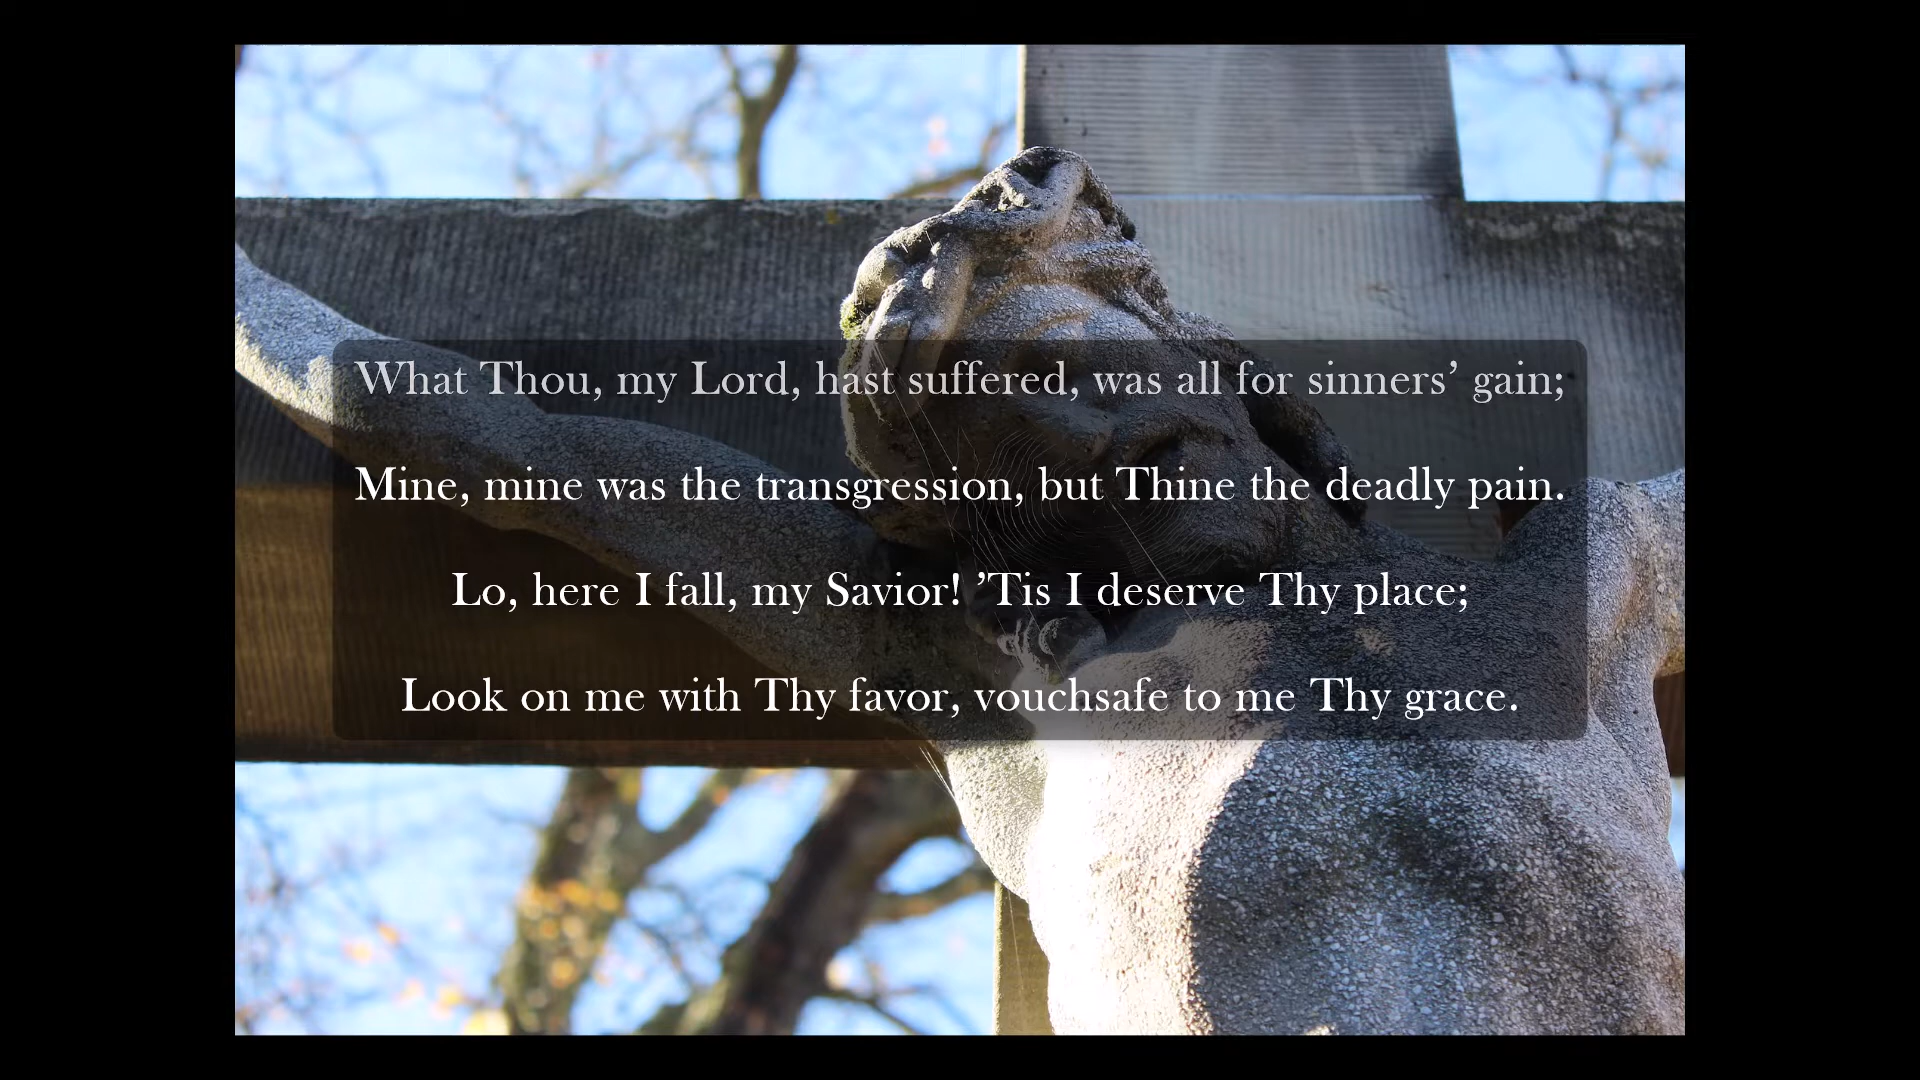 What Thou, my Lord, hast suffered, was all for sinners’ gain;
Mine, mine was the transgression, but Thine the deadly pain.
Lo, here I fall, my Savior! ’Tis I deserve Thy place;
Look on me with Thy favor, vouchsafe to me Thy grace.